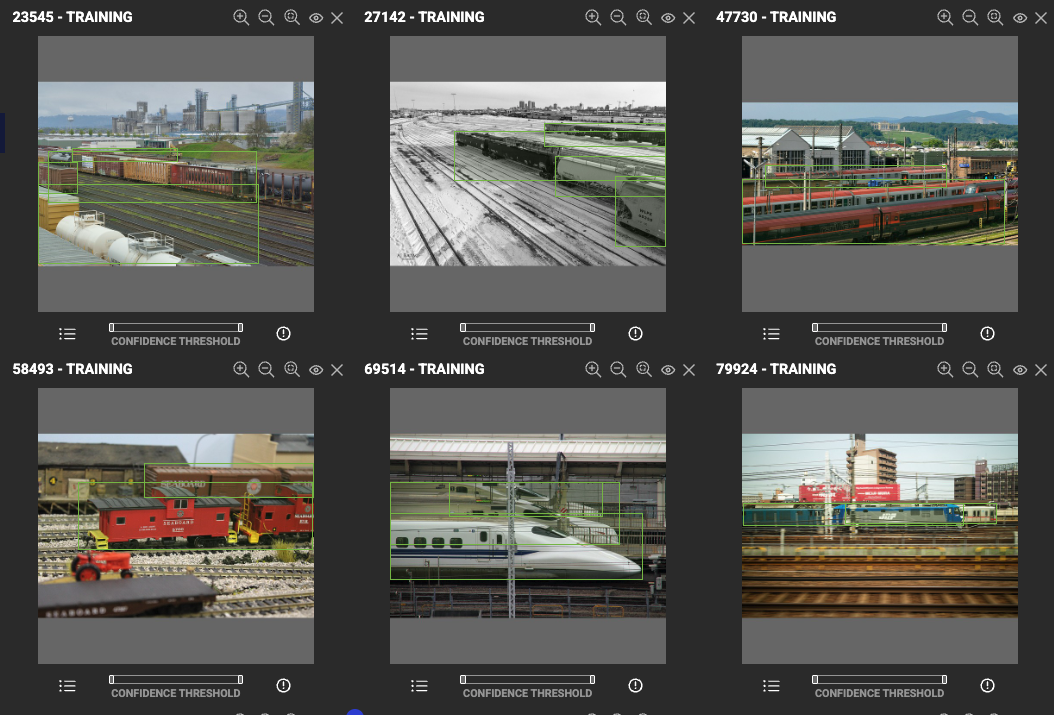 23545 - TRAINING
27142 - TRAINING
47730 - TRAINING
CONFIDENCE THRESHOLD
CONFIDENCE THRESHOLD
CONFIDENCE THRESHOLD
58493 - TRAINING
69514 - TRAINING
79924 - TRAINING
SEABOARD
SEABOARD
SEABOARD
CONFIDENCE THRESHOLD
CONFIDENCE THRESHOLD
CONFIDENCE THRESHOLD